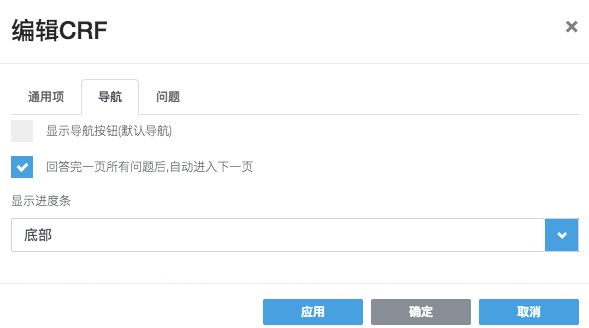 编辑CRF
通用项 导航 问题
显示导航按钮(默认导航)
回答完一页所有问题后,自动进入下一页
显示进度条
底部
应用 确定 取消